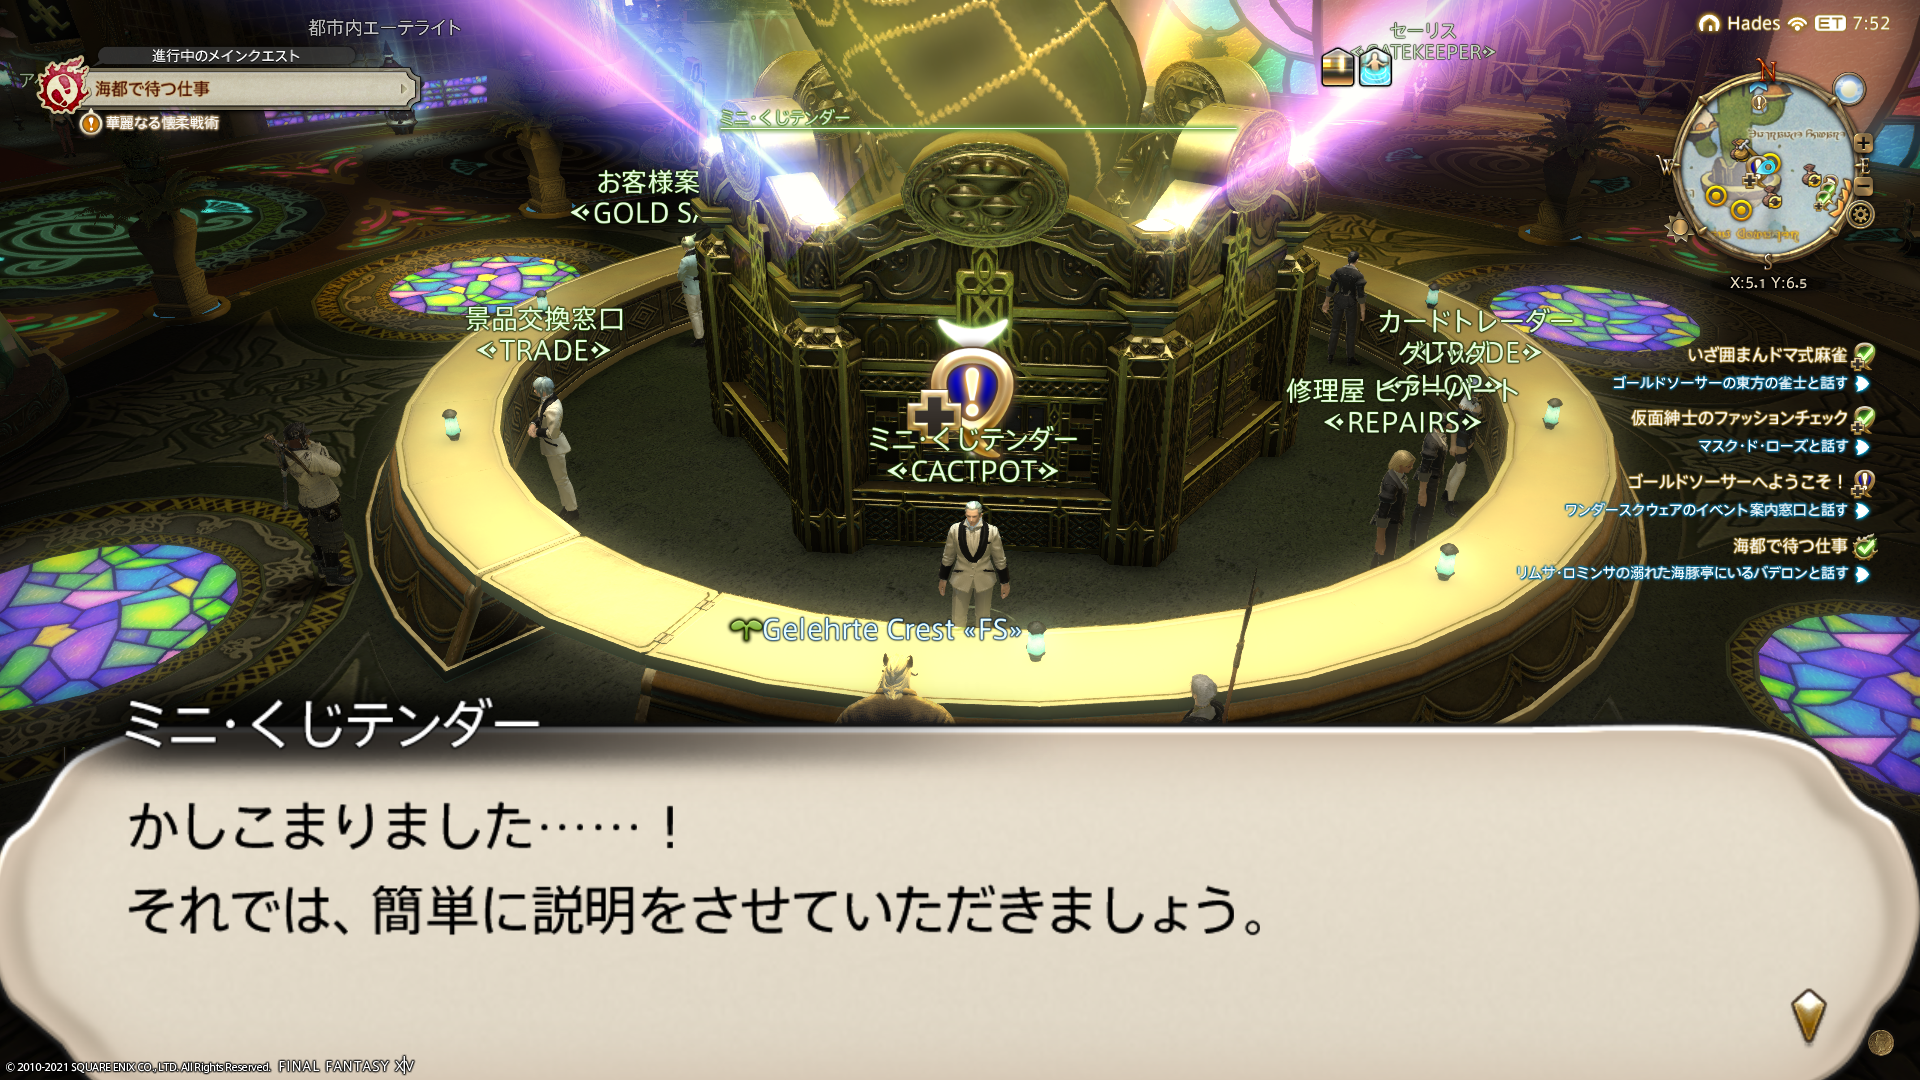 都市内エーテライト
進行中のメインクエスト
海都で待つ仕事
華麗なる懐柔戦術
セーリス
<GATEKEEPER>
Hades ET 7:52
N
W
E
S
X:5.1 Y:6.5
ミニ・くじテンダー
お客様案
<GOLD SA
景品交換窓口
<TRADE>
カードトレーダー
修理屋
<REPAIRS>
ミニ・くじテンダー
<CACTPOT>
いざ囲まんドマ式麻雀
ゴールドソーサーの東方の雀士と話す
仮面紳士のファッションチェック
マスク・ド・ローズと話す
ゴールドソーサーへようこそ！
ワンダースクウェアのイベント案内窓口と話す
海都で待つ仕事
リムサ・ロミンサの溺れた海豚亭にいるバデロンと話す
Gelehrte Crest «FS»
ミニ・くじテンダー
かしこまりました……！
それでは、簡単に説明をさせていただきましょう。
© 2010-2021 SQUARE ENIX CO., LTD. All Rights Reserved. FINAL FANTASY XIV